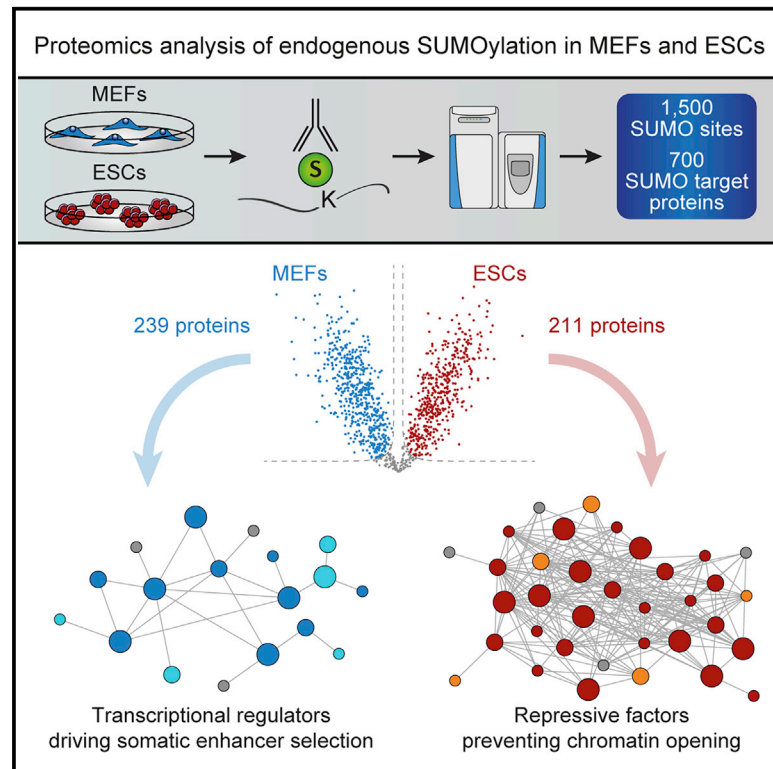 Proteomics analysis of endogenous SUMOylation in MEFs and ESCs
MEFs
ESCs
S
K
1,500
SUMO sites
700
SUMO target
proteins
MEFs
ESCs
239 proteins
211 proteins
Transcriptional regulators
driving somatic enhancer selection
Repressive factors
preventing chromatin opening